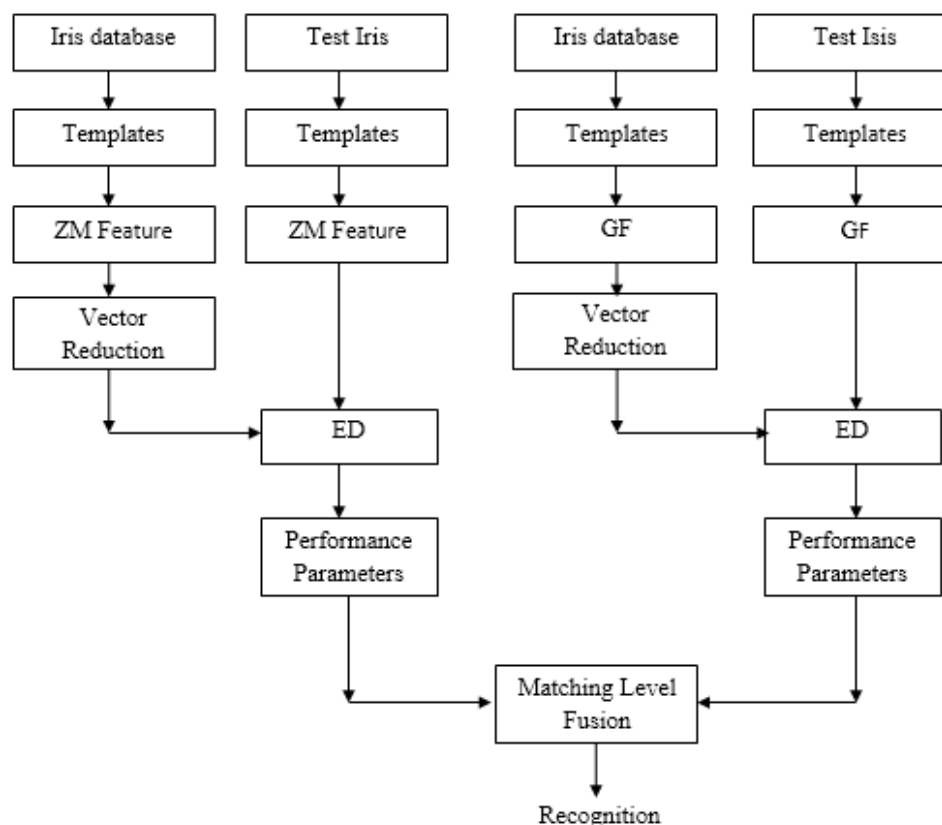 Iris database
Test Iris
Iris database
Test Isis
Templates
Templates
Templates
Templates
ZM Feature
ZM Feature
GF
GF
Vector
Reduction
Vector
Reduction
ED
ED
Performance
Parameters
Performance
Parameters
Matching Level
Fusion
Recognition